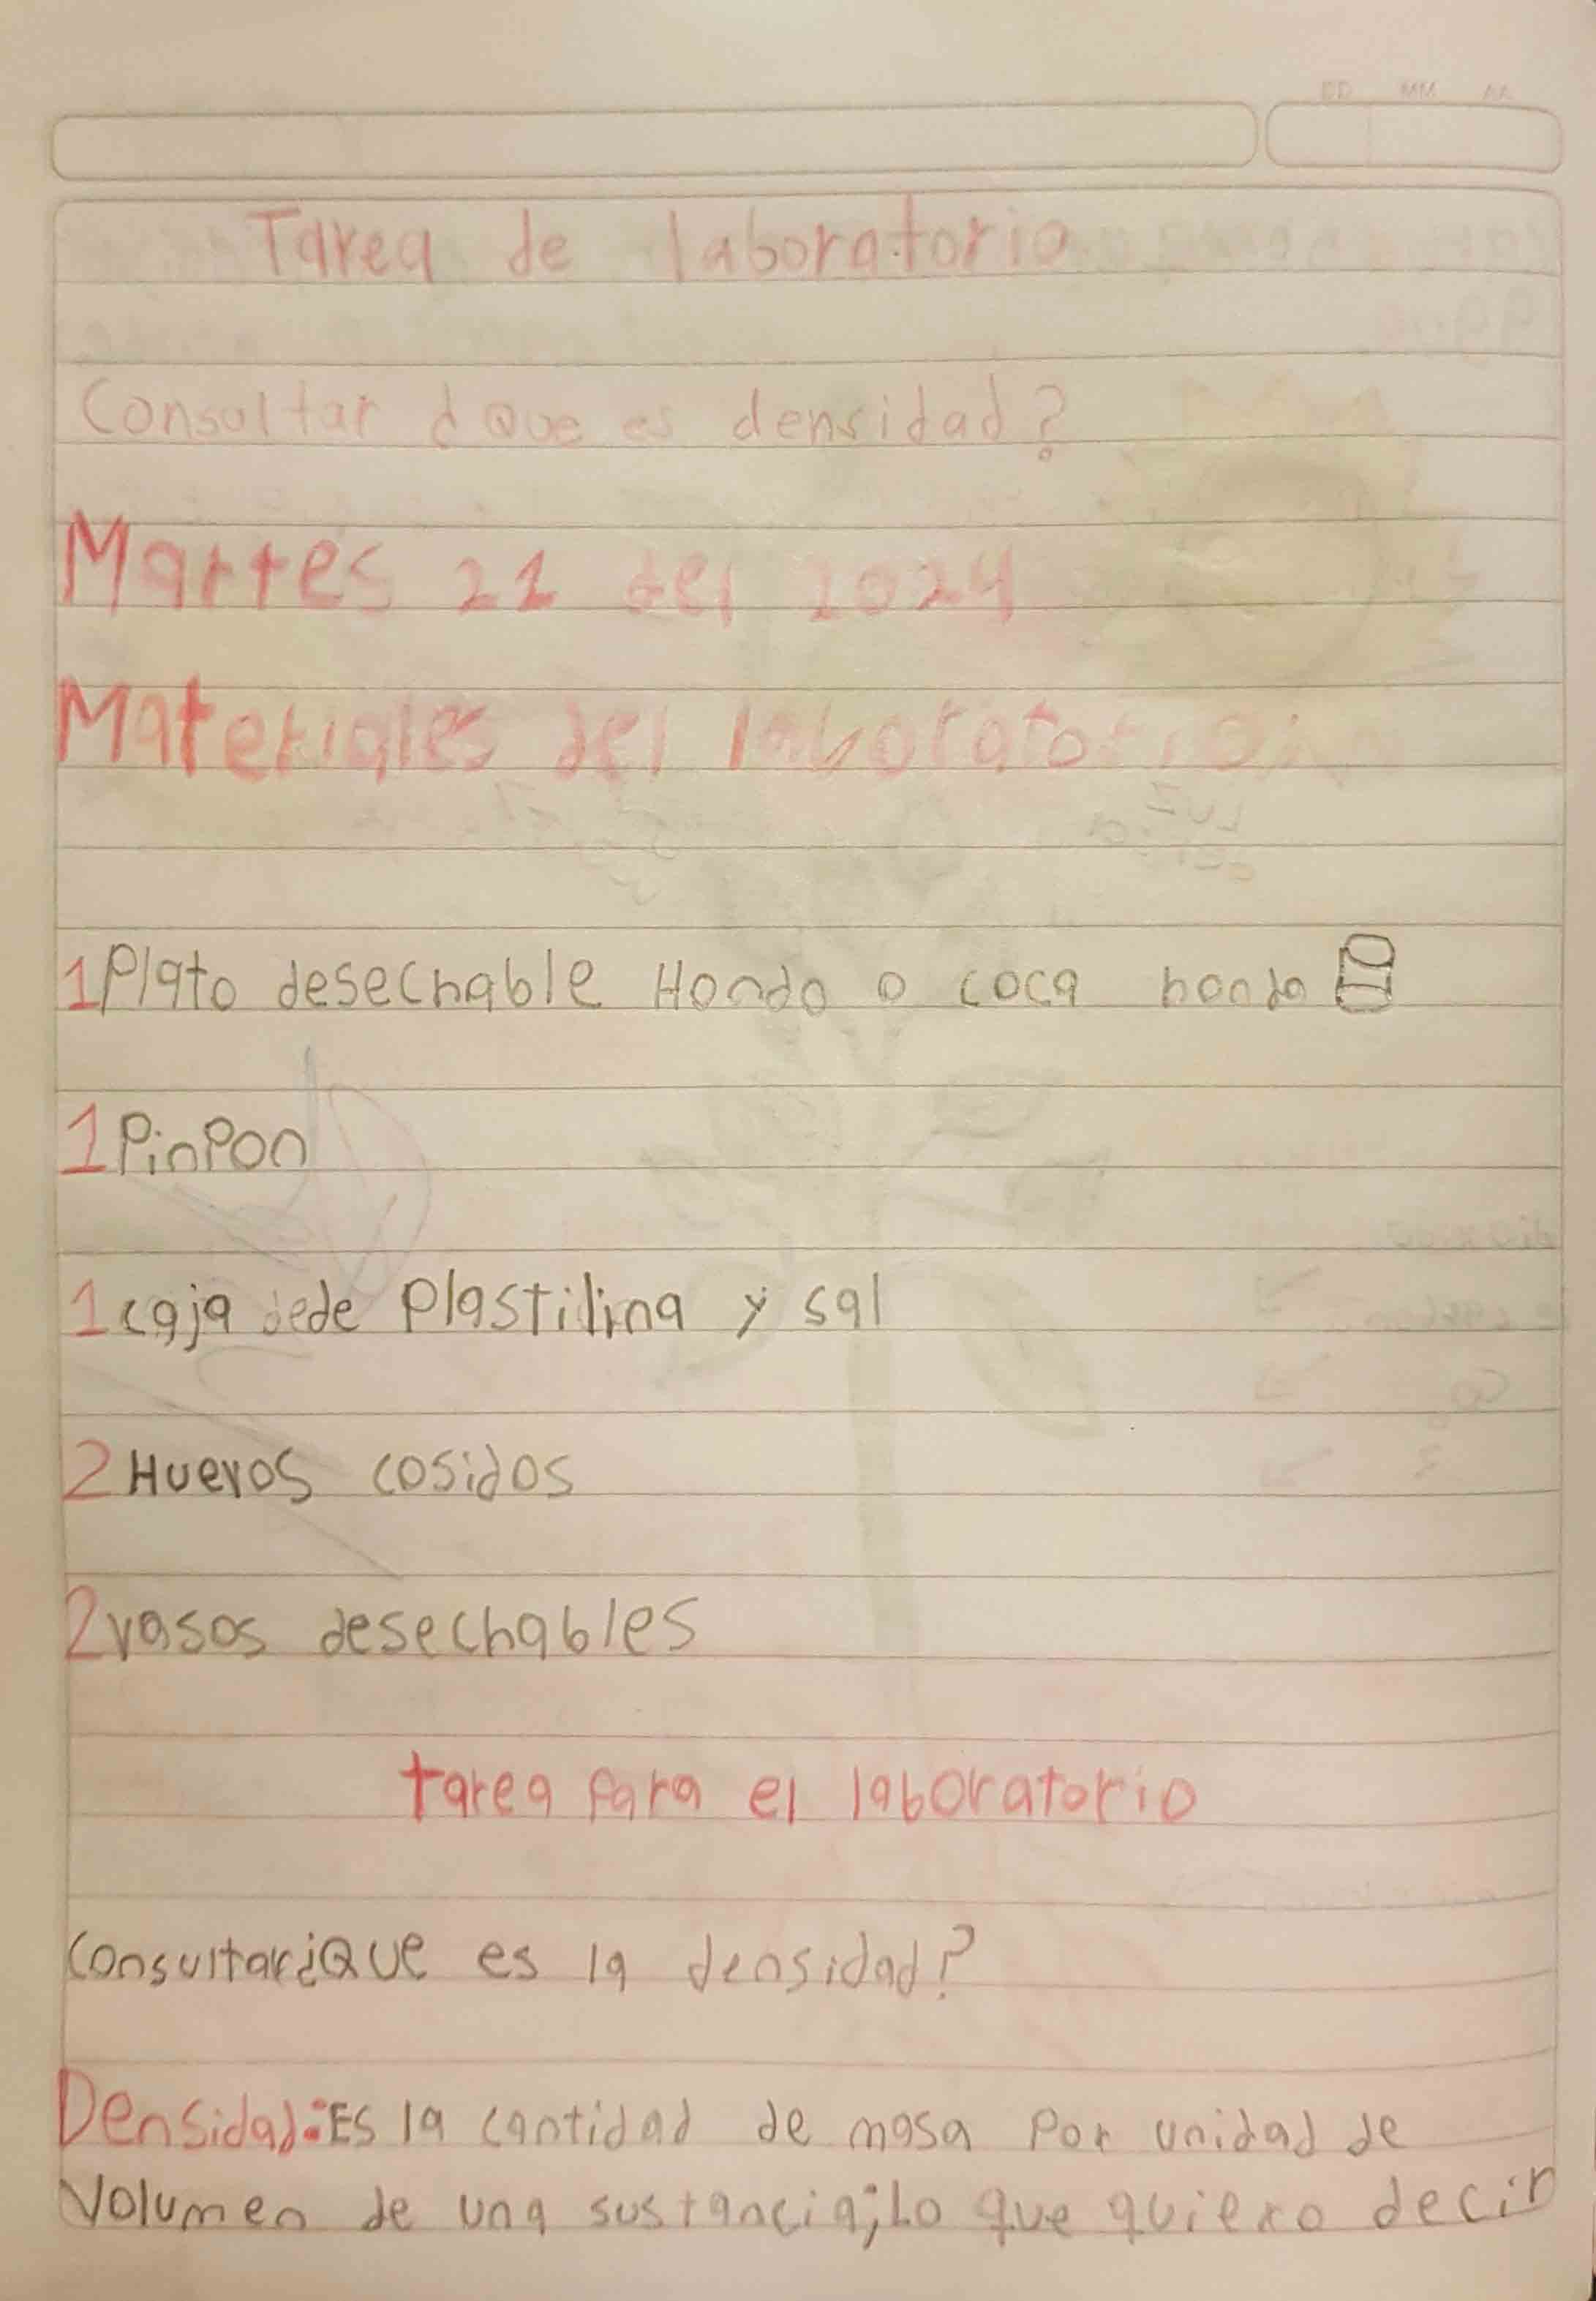 DD MM AA
Tarea de laboratorio
Consultar ¿Que es densidad?
Martes 21 del 2024
Materiales del laboratorio
1 Plato desechable Hondo o coca honda
1 PinPon
1 caja dede Plastilina y sal
2 Huevos cosidos
2 vasos desechables
tarea para el laboratorio
Consultar¿Que es la densidad?
Densidad:Es la cantidad de masa Por unidad de
Volumen de una sustancia;Lo que quiero decir